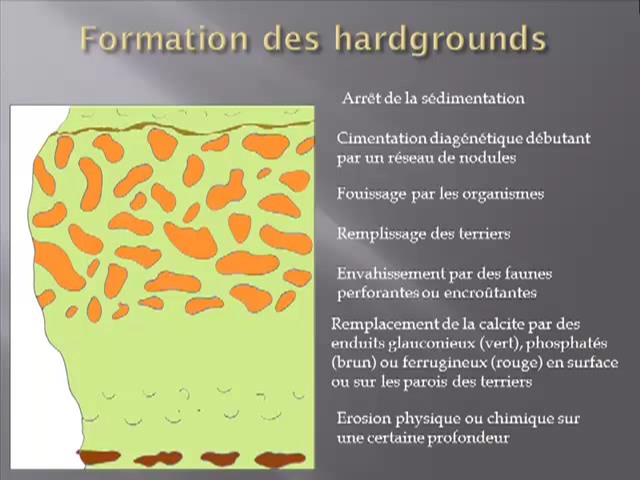 Formation des hardgrounds
Arrêt de la sédimentation
Cimentation diagénétique débutant
par un réseau de nodules
Fouissage par les organismes
Remplissage des terriers
Envahissement par des faunes
perforantes ou encroûtantes
Remplacement de la calcite par des
enduits glauconieux (vert), phosphatés
(brun) ou ferrugineux (rouge) en surface
ou sur les parois des terriers
Erosion physique ou chimique sur
une certaine profondeur